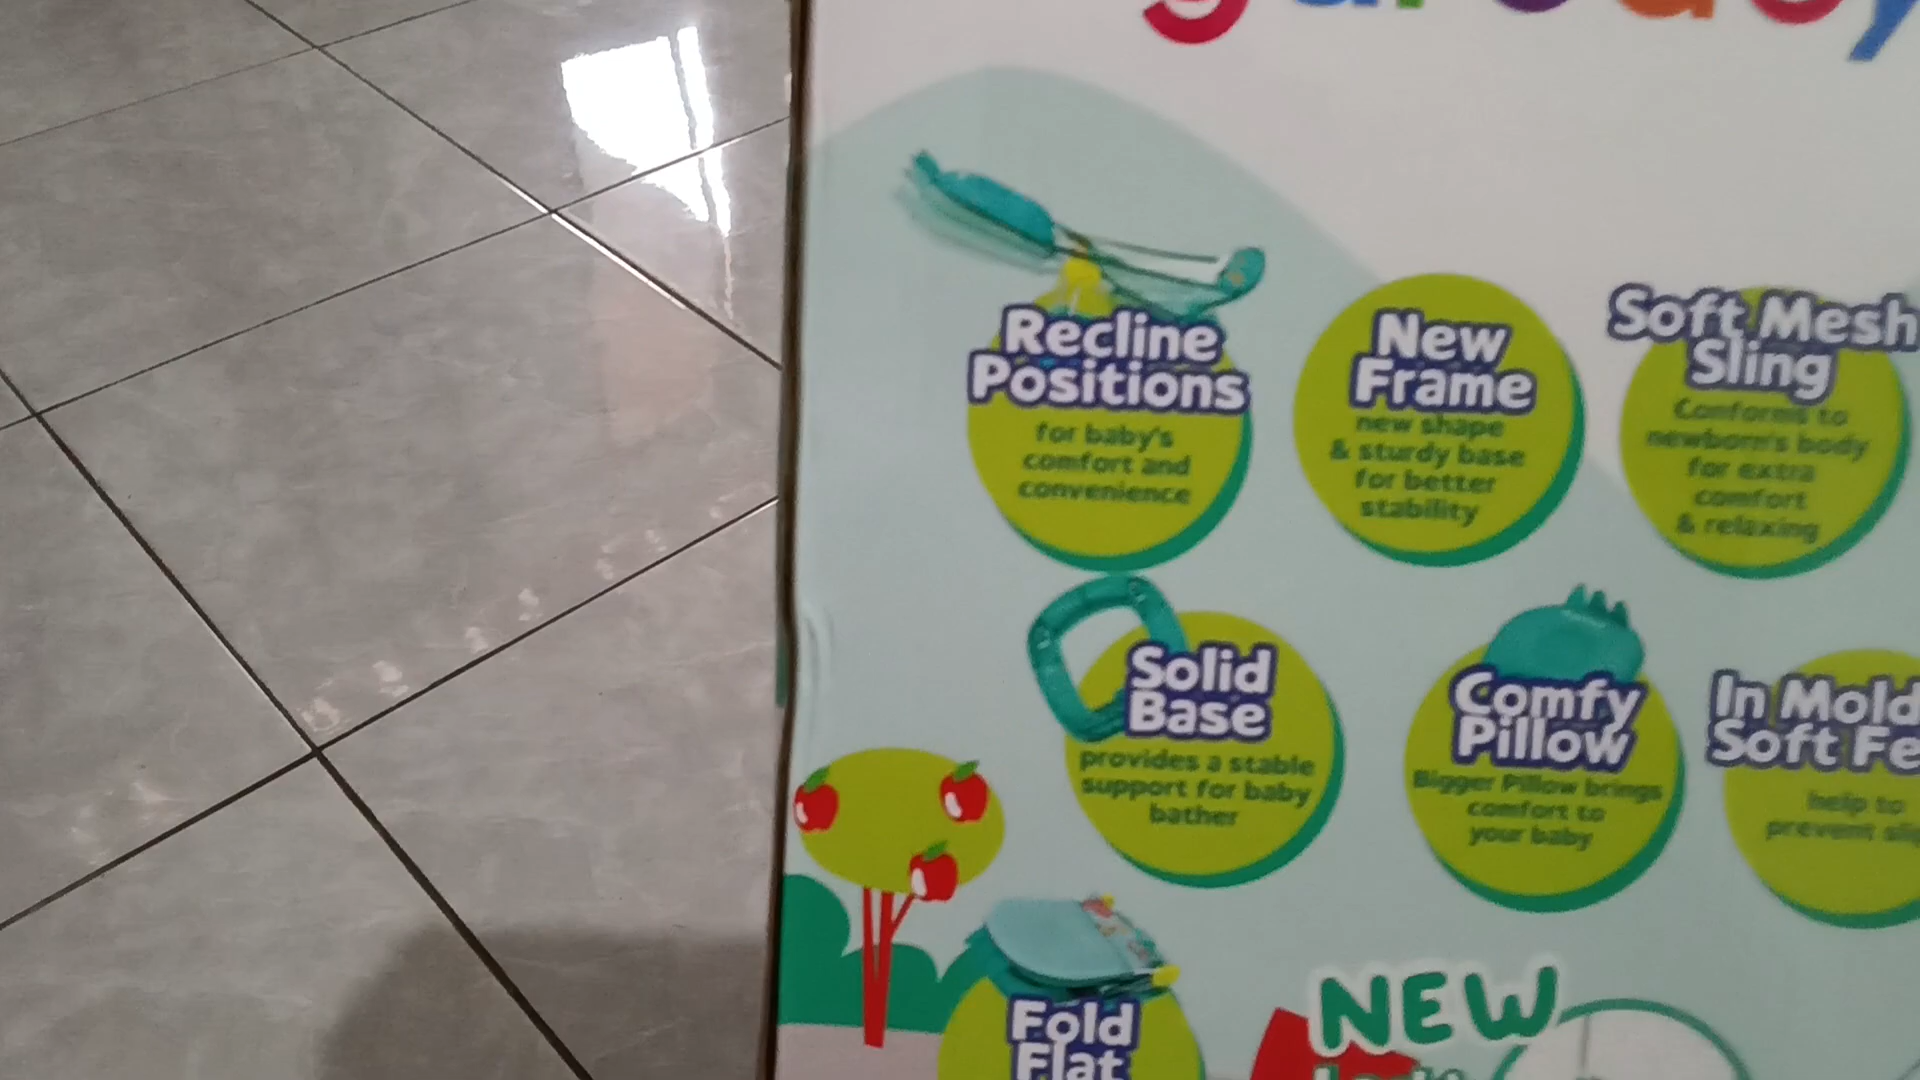 Recline
Positions
for baby's
comfort and
convenience
New
Frame
new shape
& sturdy base
for better
stability
Soft Mesh
Sling
Conforms to
newborn's body
for extra
comfort
& relaxing
Solid
Base
provides a stable
support for baby
bather
Comfy
Pillow
Bigger Pillow brings
comfort to
your baby
In Mold
Soft
help to
prevent
Fold
Flat
NEW